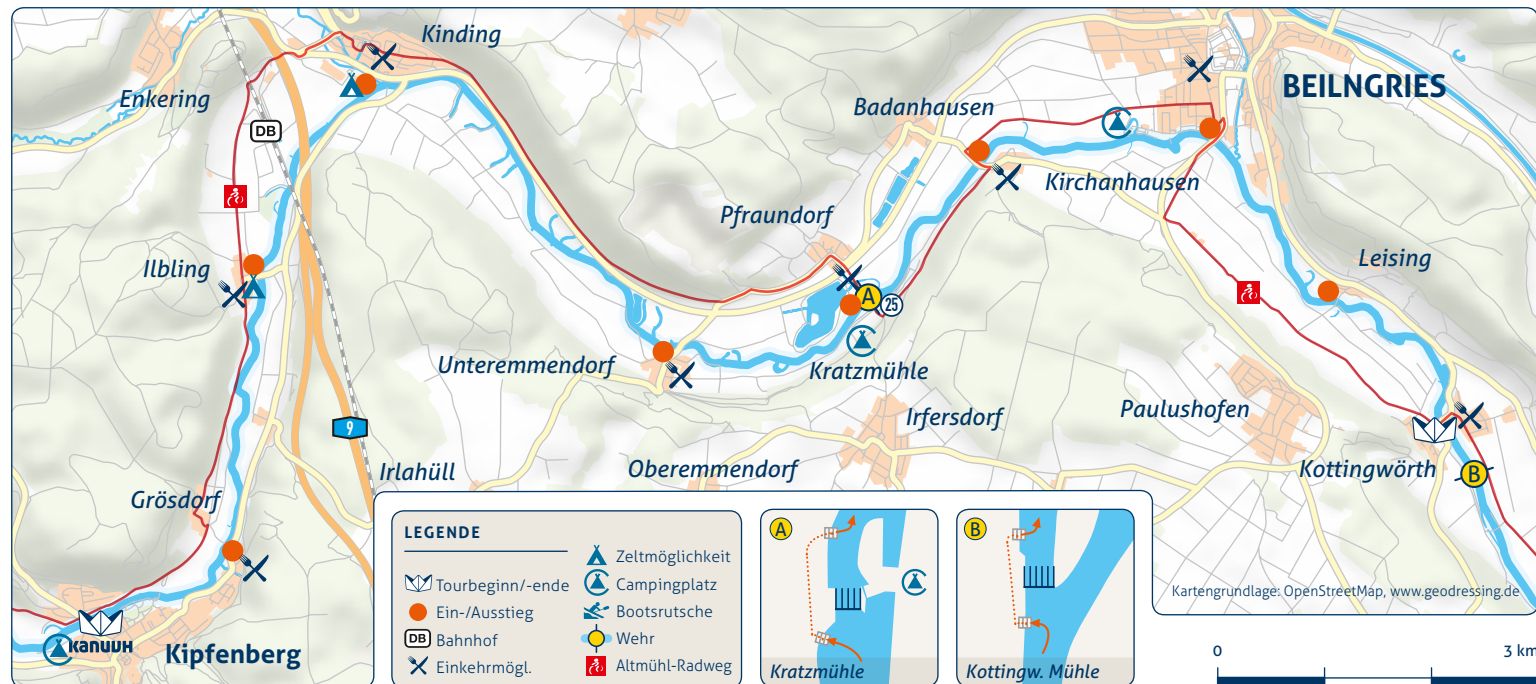 Kinding
Enkering
DB
Badanhausen
BEILNGRIES
Kirchanhausen
Pfraundorf
Ilbling
Leising
A
25
Unteremmendorf
Kratzmühle
Irfersdorf
Paulushofen
9
Irlahüll
Oberemmendorf
Kottingwörth
B
Grösdorf
KANUUH
Kipfenberg
LEGENDE
Tourbeginn/-ende
Ein-/Ausstieg
DB Bahnhof
Einkehrmögl.
Zeltmöglichkeit
Campingplatz
Bootsrutsche
Wehr
Altmühl-Radweg
A
Kratzmühle
B
Kottingw. Mühle
Kartengrundlage: OpenStreetMap, www.geodressing.de
0 3 km